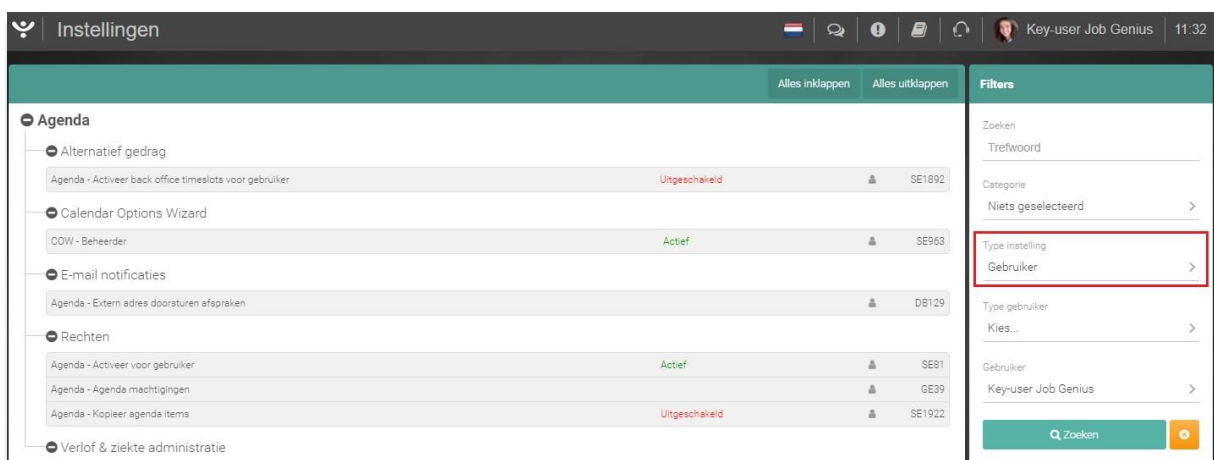 Instellingen
Key-user Job Genius
11:32
Alles inklappen
Alles uitklappen
Agenda
Alternatief gedrag
Agenda - Activeer back office timeslots voor gebruiker Uitgeschakeld SE1892
Calendar Options Wizard
COW - Beheerder Actief SE963
E-mail notificaties
Agenda - Extern adres doorsturen afspraken DB129
Rechten
Agenda - Activeer voor gebruiker Actief SE81
Agenda - Agenda machtigingen GE39
Agenda - Kopieer agenda items Uitgeschakeld SE1922
Verlof & ziekte administratie
Filters
Zoeken
Trefwoord
Categorie
Niets geselecteerd
Type instelling
Gebruiker
Type gebruiker
Kies...
Gebruiker
Key-user Job Genius
Zoeken